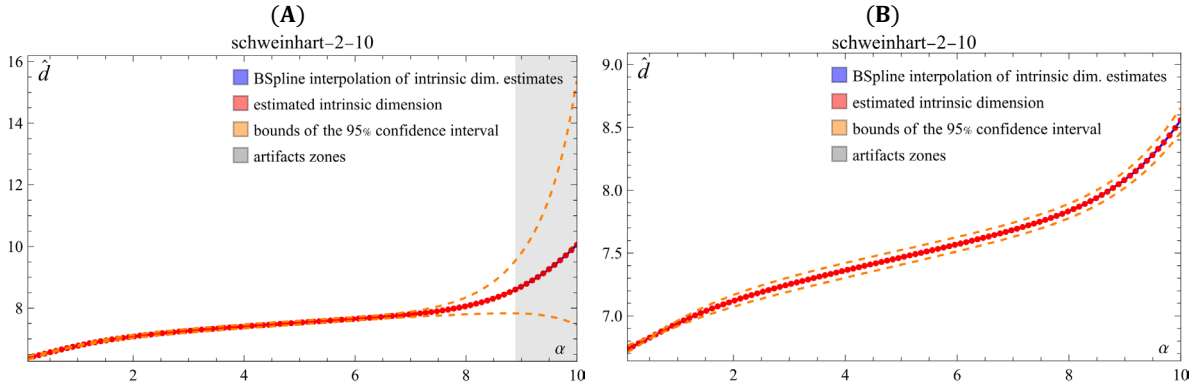 (A)
schweinhart-2-10
d̂
BSpline interpolation of intrinsic dim. estimates
estimated intrinsic dimension
bounds of the 95% confidence interval
artifacts zones
16
14
12
10
8
α
2
4
6
8
10
(B)
schweinhart-2-10
d̂
BSpline interpolation of intrinsic dim. estimates
estimated intrinsic dimension
bounds of the 95% confidence interval
artifacts zones
9.0
8.5
8.0
7.5
7.0
α
2
4
6
8
10